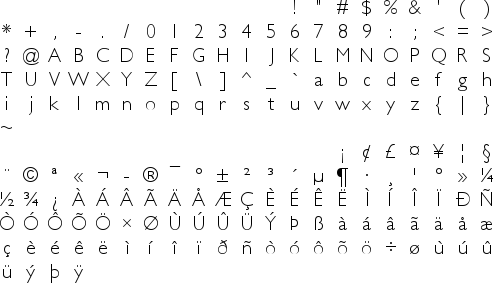 ! " # $ % & ' ( )
* + , - . / 0 1 2 3 4 5 6 7 8 9 : ; < = >
? @ A B C D E F G H I J K L M N O P Q R S
T U V W X Y Z [ \ ] ^ _ ` a b c d e f g h
i j k l m n o p q r s t u v w x y z { | }
~
¡ ¢ £ ¤ ¥ ¦ §
¨ © ª « ¬ - ® ¯ ° ± ² ³ ´ µ ¶ · ¸ ¹ º » ¼
½ ¾ ¿ À Á Â Ã Ä Å Æ Ç È É Ê Ë Ì Í Î Ï Ð Ñ
Ò Ó Ô Õ Ö × Ø Ù Ú Û Ü Ý Þ ß à á â ã ä å æ
ç è é ê ë ì í î ï ð ñ ò ó ô õ ö ÷ ø ù ú û
ü ý þ ÿ